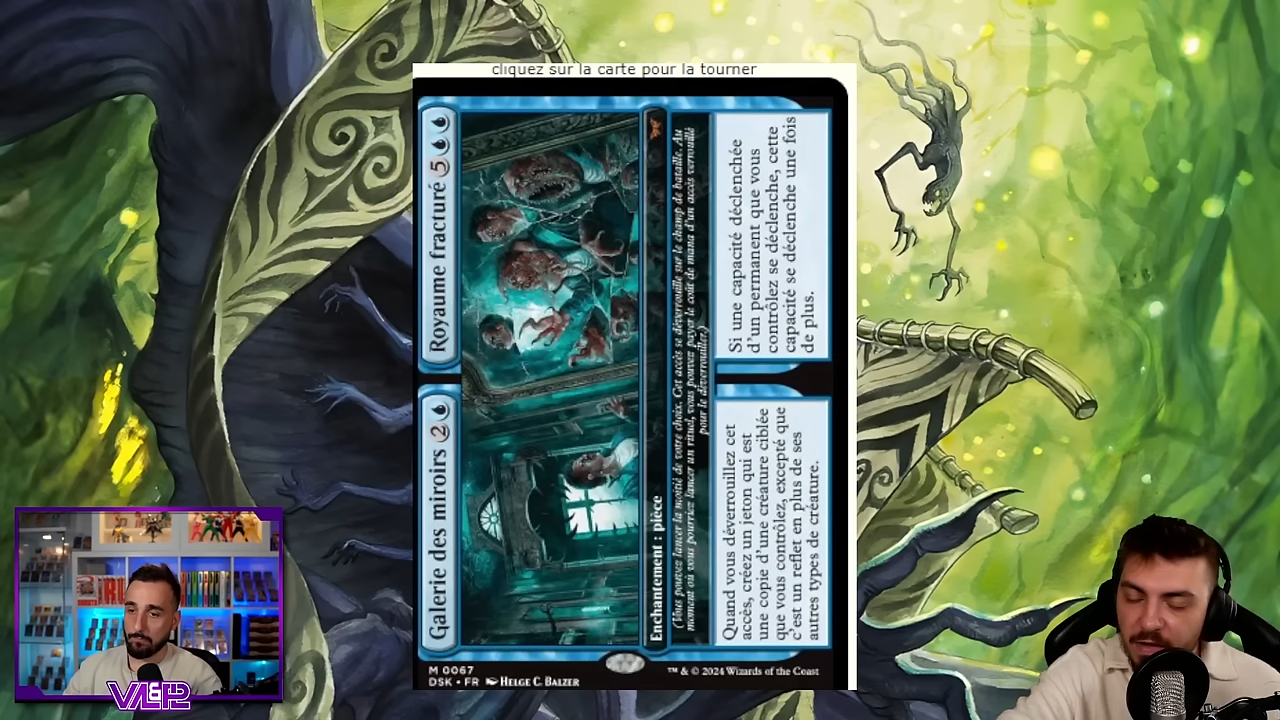 cliquez sur la carte pour la tourner
Galerie des miroirs 2
Royaume fracturé 5
Enchantement : pièce
(Vous pouvez lancer la moitié de votre choix. Cet accès se déverrouille sur le champ de bataille. Au
moment où vous pourriez lancer un rituel, vous pouvez payer le coût de mana d'un accès verrouillé
pour le déverrouiller.)
Quand vous déverrouillez cet
accès, créez un jeton qui est
une copie d'une créature ciblée
que vous contrôlez, excepté que
c'est un reflet en plus de ses
autres types de créature.
Si une capacité déclenchée
d'un permanent que vous
contrôlez se déclenche, cette
capacité se déclenche une fois
de plus.
M 0067
DSK • FR HELGE C. BALZER
™ & © 2024 Wizards of the Coast